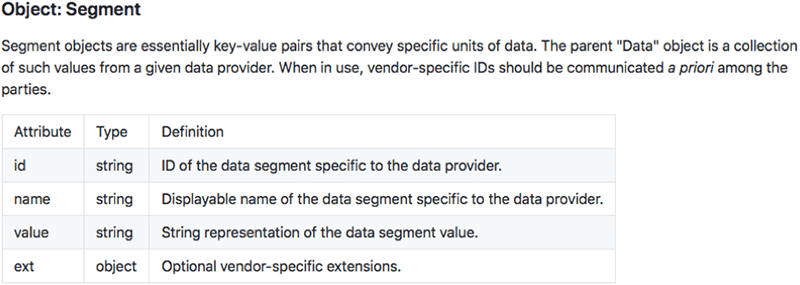 Object: Segment
Segment objects are essentially key-value pairs that convey specific units of data. The parent "Data" object is a collection
of such values from a given data provider. When in use, vendor-specific IDs should be communicated a priori among the
parties.
Attribute Type Definition
id string ID of the data segment specific to the data provider.
name string Displayable name of the data segment specific to the data provider.
value string String representation of the data segment value.
ext object Optional vendor-specific extensions.